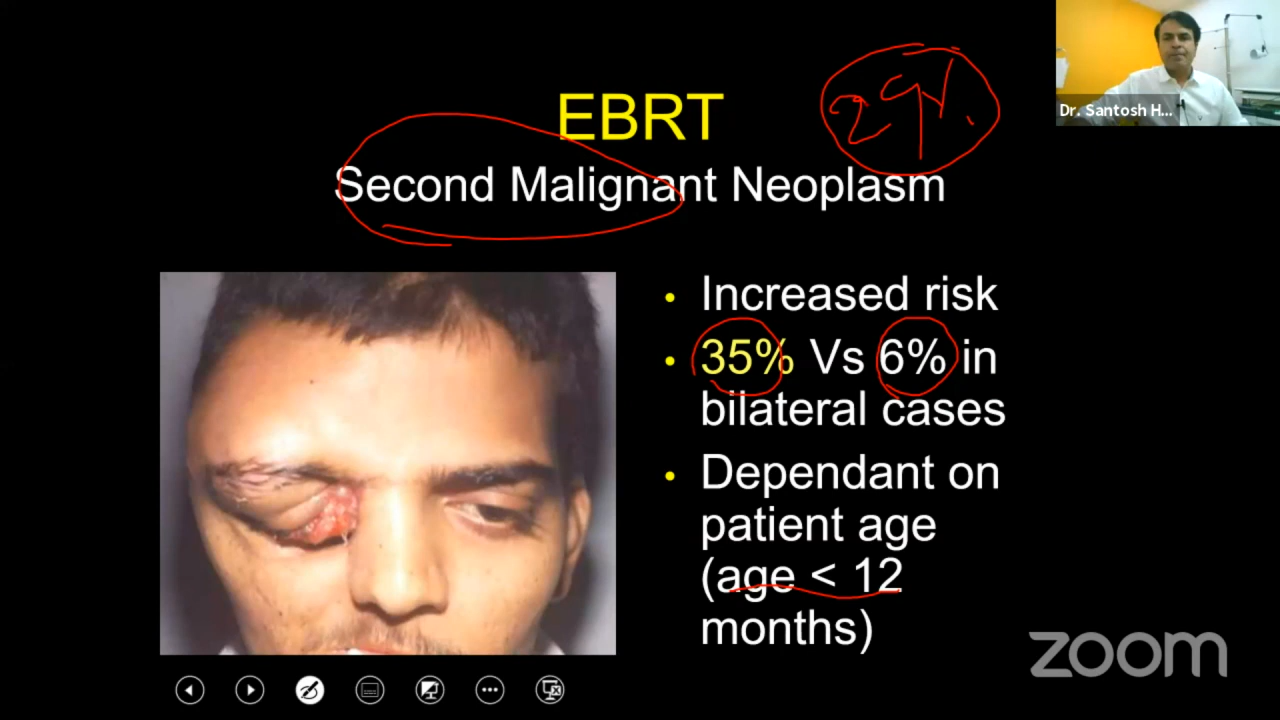 EBRT
29%
Second Malignant Neoplasm
• Increased risk
• 35% Vs 6% in
bilateral cases
• Dependant on
patient age
(age < 12
months)
Dr. Santosh H...
zoom